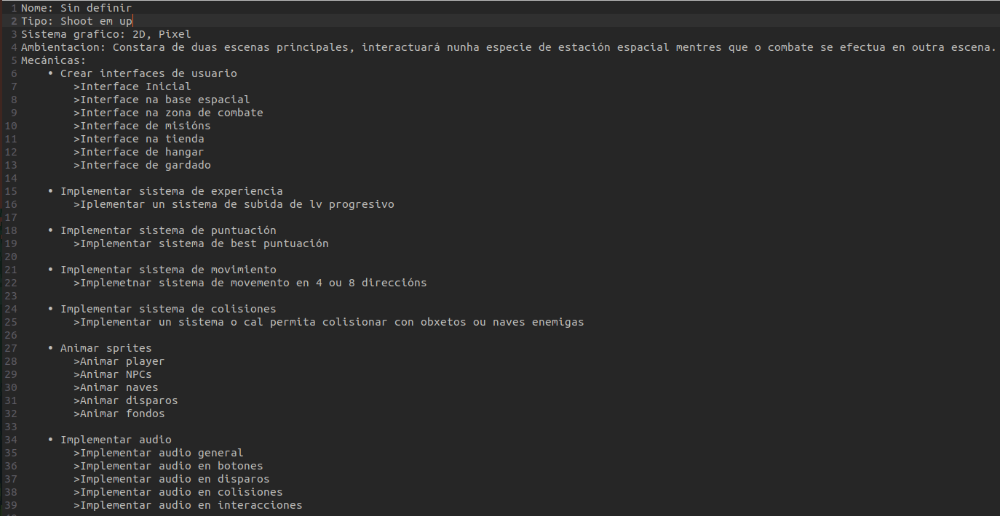 1 Nome: Sin definir
2 Tipo: Shoot em up
3 Sistema grafico: 2D, Pixel
4 Ambientacion: Constara de duas escenas principales, interactuará nunha especie de estación espacial mentres que o combate se efectua en outra escena.
5 Mecánicas:
6 • Crear interfaces de usuario
7 >Interface Inicial
8 >Interface na base espacial
9 >Interface na zona de combate
10 >Interface de misións
11 >Interface na tienda
12 >Interface de hangar
13 >Interface de gardado
14
15 • Implementar sistema de experiencia
16 >Iplementar un sistema de subida de lv progresivo
17
18 • Implementar sistema de puntuación
19 >Implementar sistema de best puntuación
20
21 • Implementar sistema de movimiento
22 >Implemetnar sistema de movemento en 4 ou 8 direccións
23
24 • Implementar sistema de colisiones
25 >Implementar un sistema o cal permita colisionar con obxetos ou naves enemigas
26
27 • Animar sprites
28 >Animar player
29 >Animar NPCs
30 >Animar naves
31 >Animar disparos
32 >Animar fondos
33
34 • Implementar audio
35 >Implementar audio general
36 >Implementar audio en botones
37 >Implementar audio en disparos
38 >Implementar audio en colisiones
39 >Implementar audio en interacciones